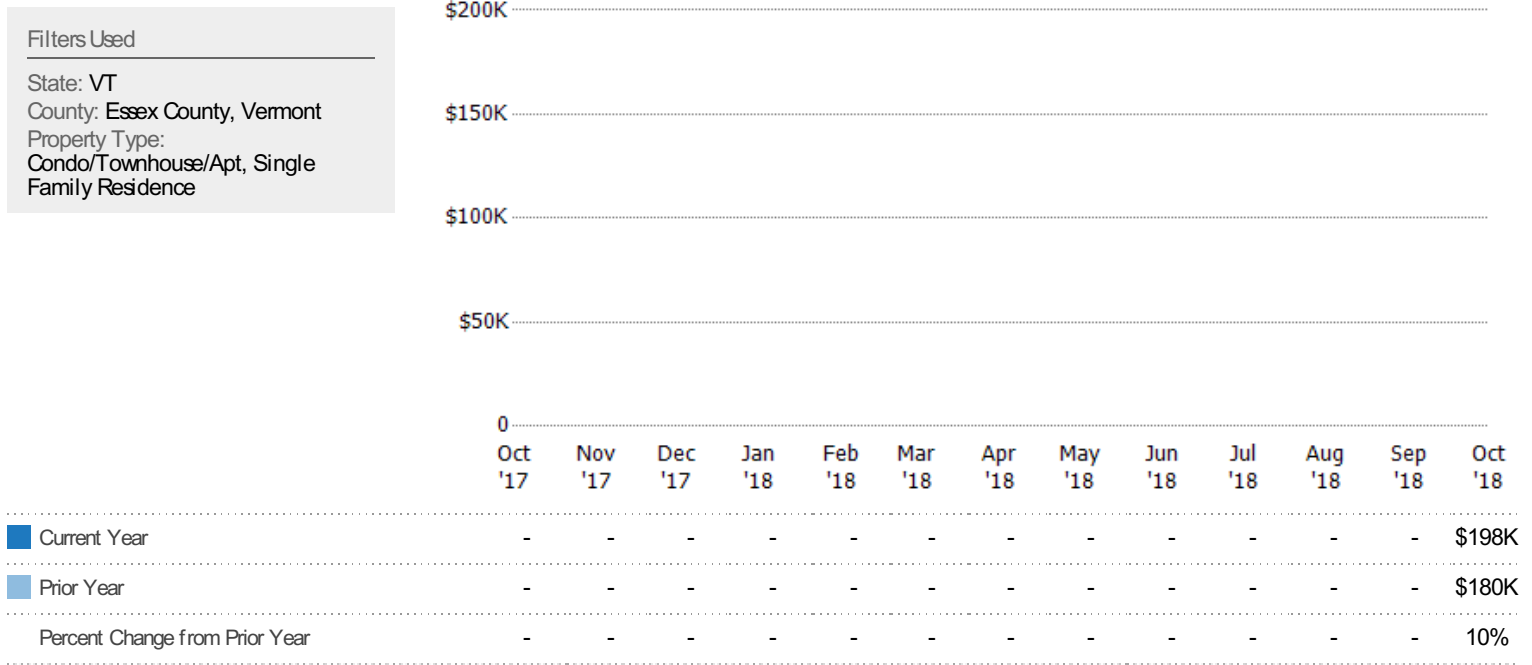 Filters Used
State: VT
County: Essex County, Vermont
Property Type:
Condo/Townhouse/Apt, Single
Family Residence
$200K
$150K
$100K
$50K
0
Oct Nov Dec Jan Feb Mar Apr May Jun Jul Aug Sep Oct
'17 '17 '17 '18 '18 '18 '18 '18 '18 '18 '18 '18 '18
Current Year - - - - - - - - - - - - $198K
Prior Year - - - - - - - - - - - - $180K
Percent Change from Prior Year - - - - - - - - - - - - 10%